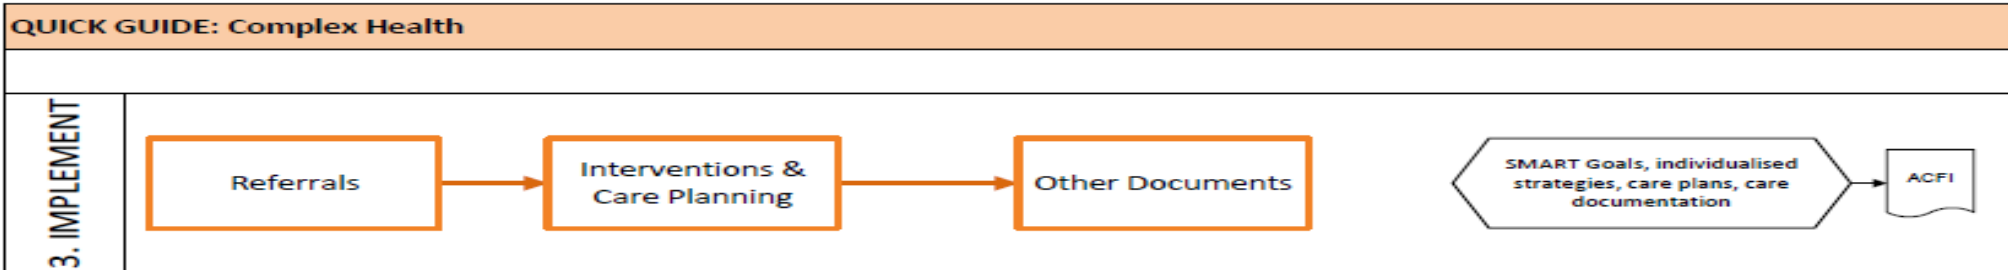 QUICK GUIDE: Complex Health
3. IMPLEMENT
Referrals
Interventions &
Care Planning
Other Documents
SMART Goals, individualised
strategies, care plans, care
documentation
ACFI